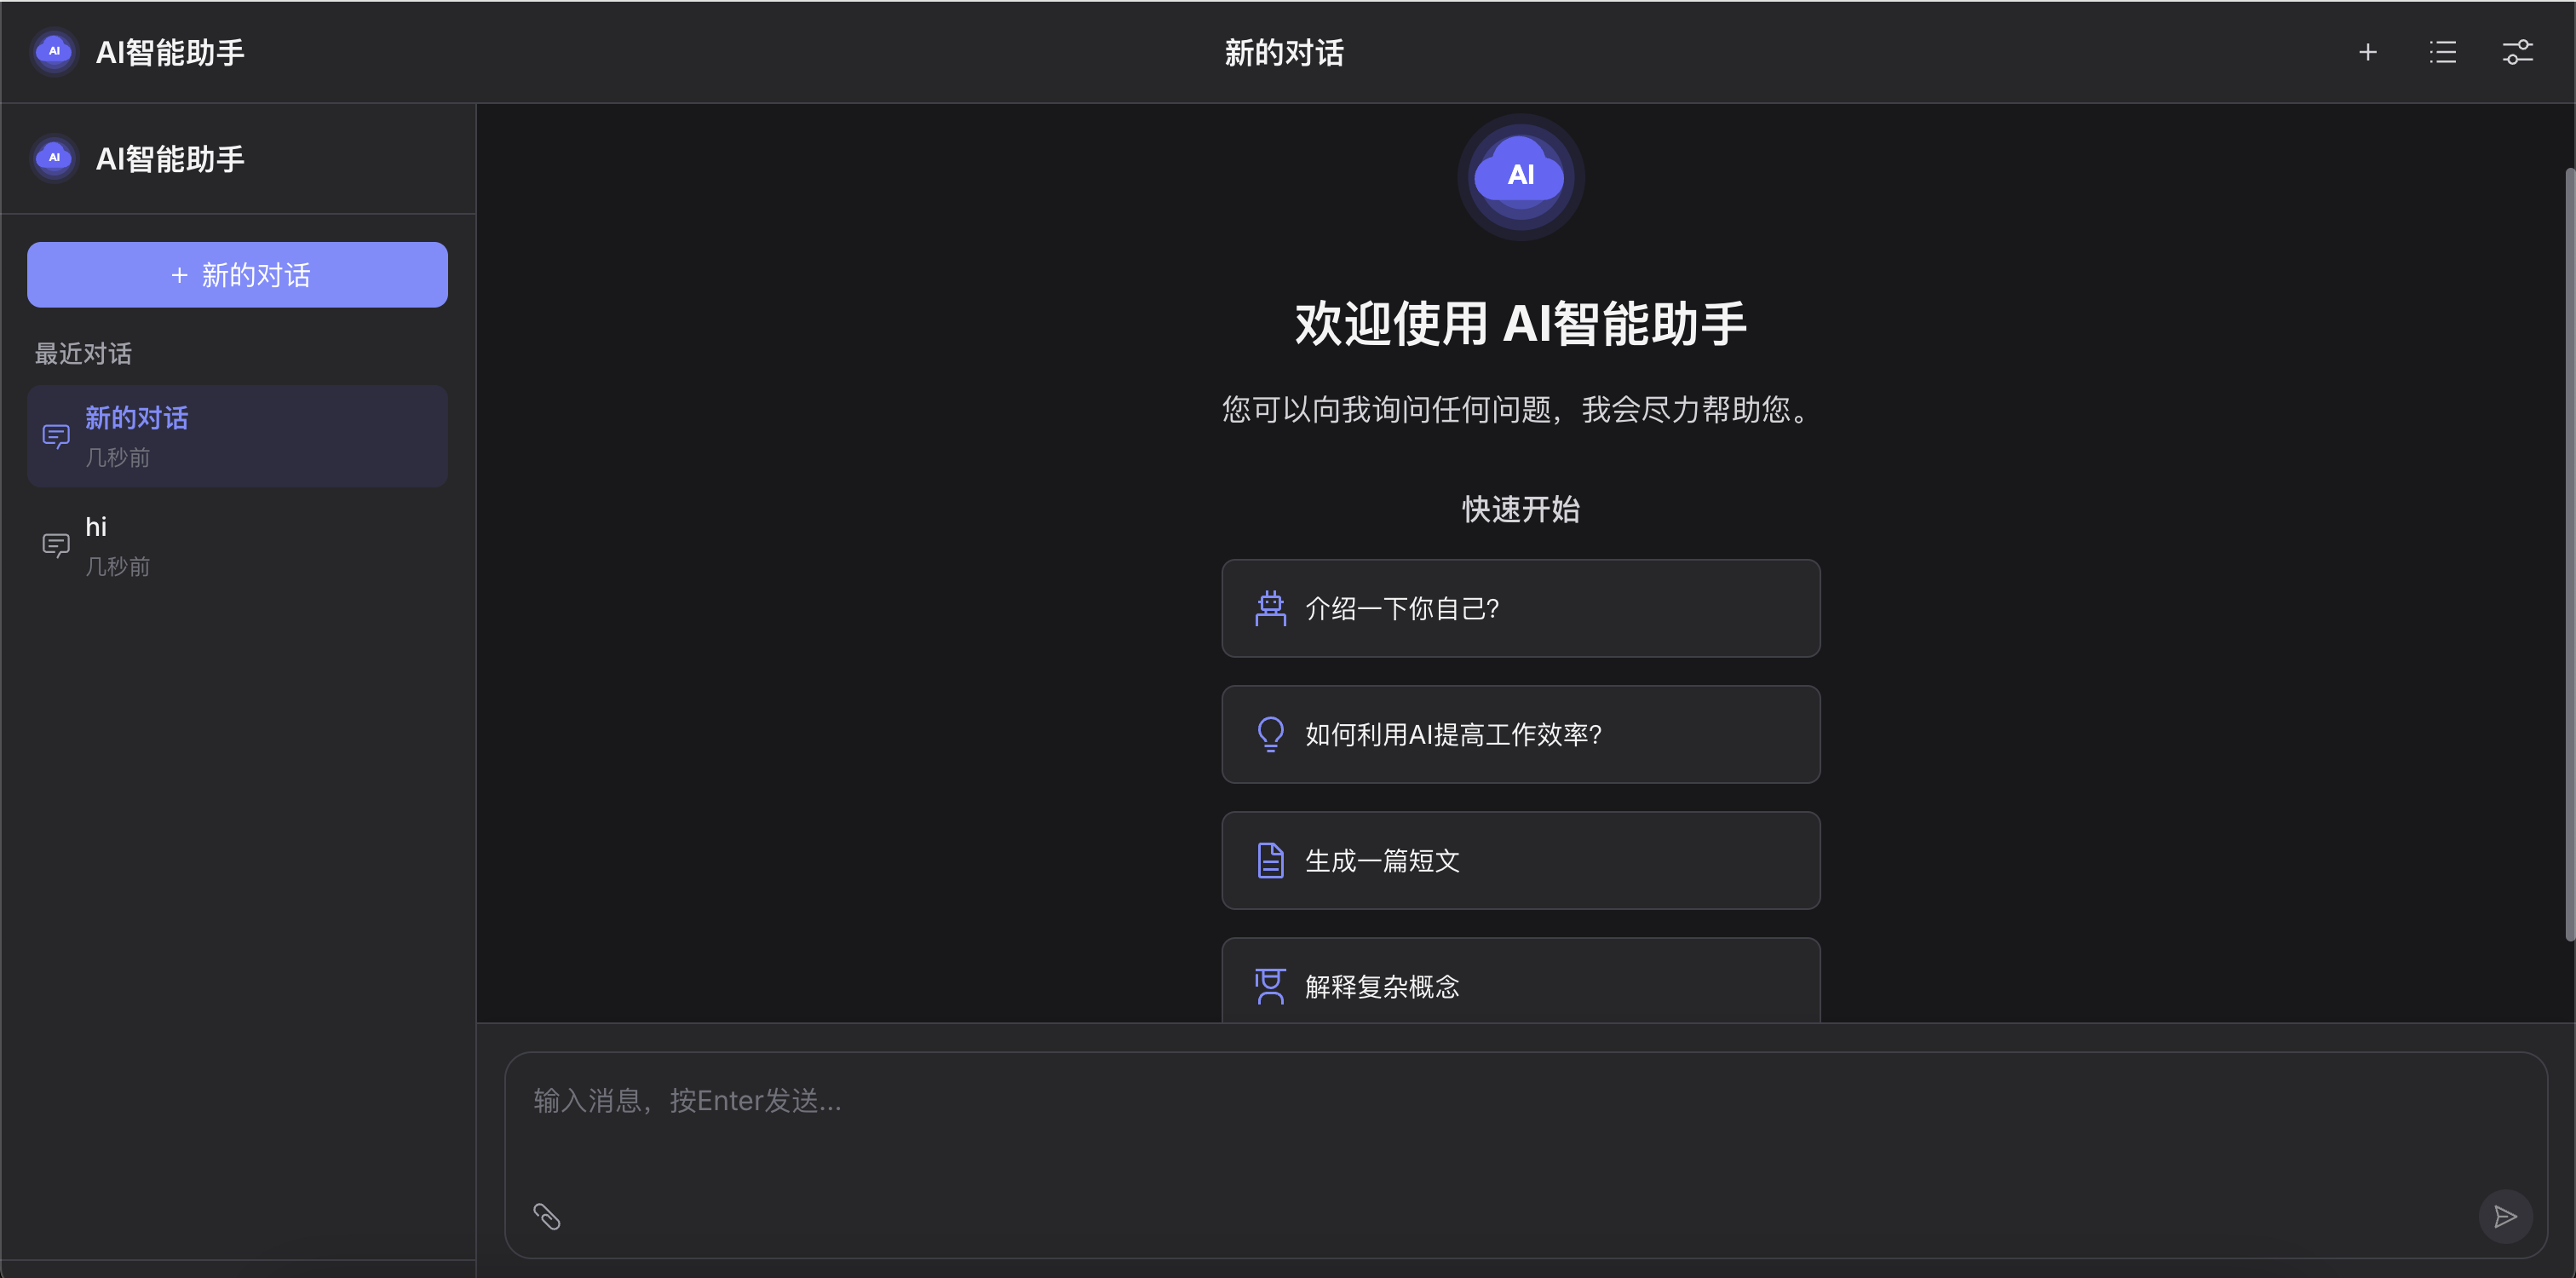 AI
AI智能助手
新的对话
AI
AI智能助手
+ 新的对话
最近对话
新的对话
几秒前
hi
几秒前
AI
欢迎使用 AI智能助手
您可以向我询问任何问题，我会尽力帮助您。
快速开始
介绍一下你自己?
如何利用AI提高工作效率?
生成一篇短文
解释复杂概念
输入消息，按Enter发送...